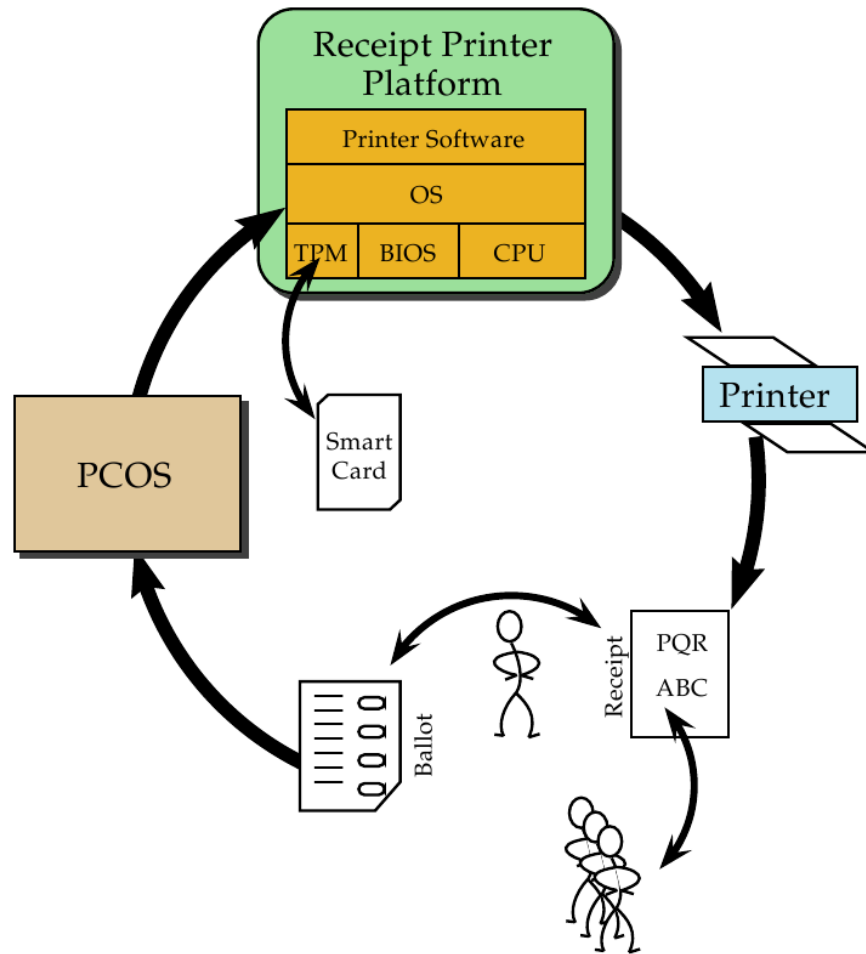 Receipt Printer
Platform
Printer Software
OS
TPM
BIOS
CPU
Printer
PCOS
Smart
Card
Receipt
PQR
ABC
Ballot